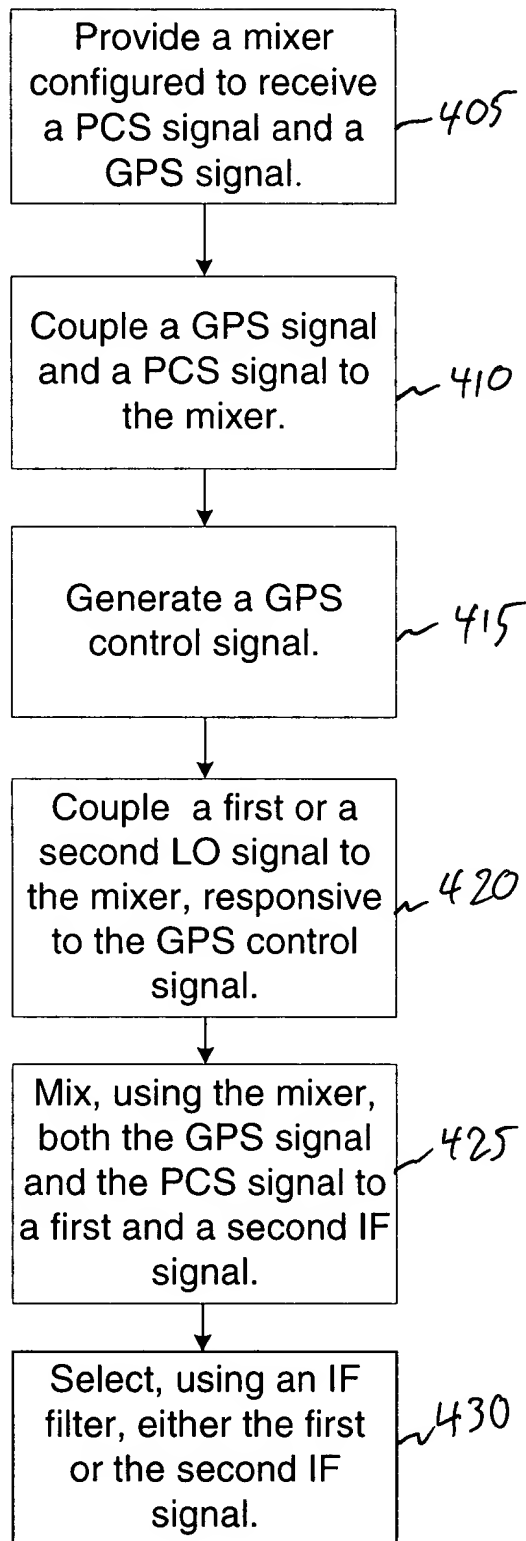 Provide a mixer
configured to receive
a PCS signal and a
GPS signal.
405
Couple a GPS signal
and a PCS signal to
the mixer.
410
Generate a GPS
control signal.
415
Couple a first or a
second LO signal to
the mixer, responsive
to the GPS control
signal.
420
Mix, using the mixer,
both the GPS signal
and the PCS signal to
a first and a second IF
signal.
425
Select, using an IF
filter, either the first
or the second IF
signal.
430